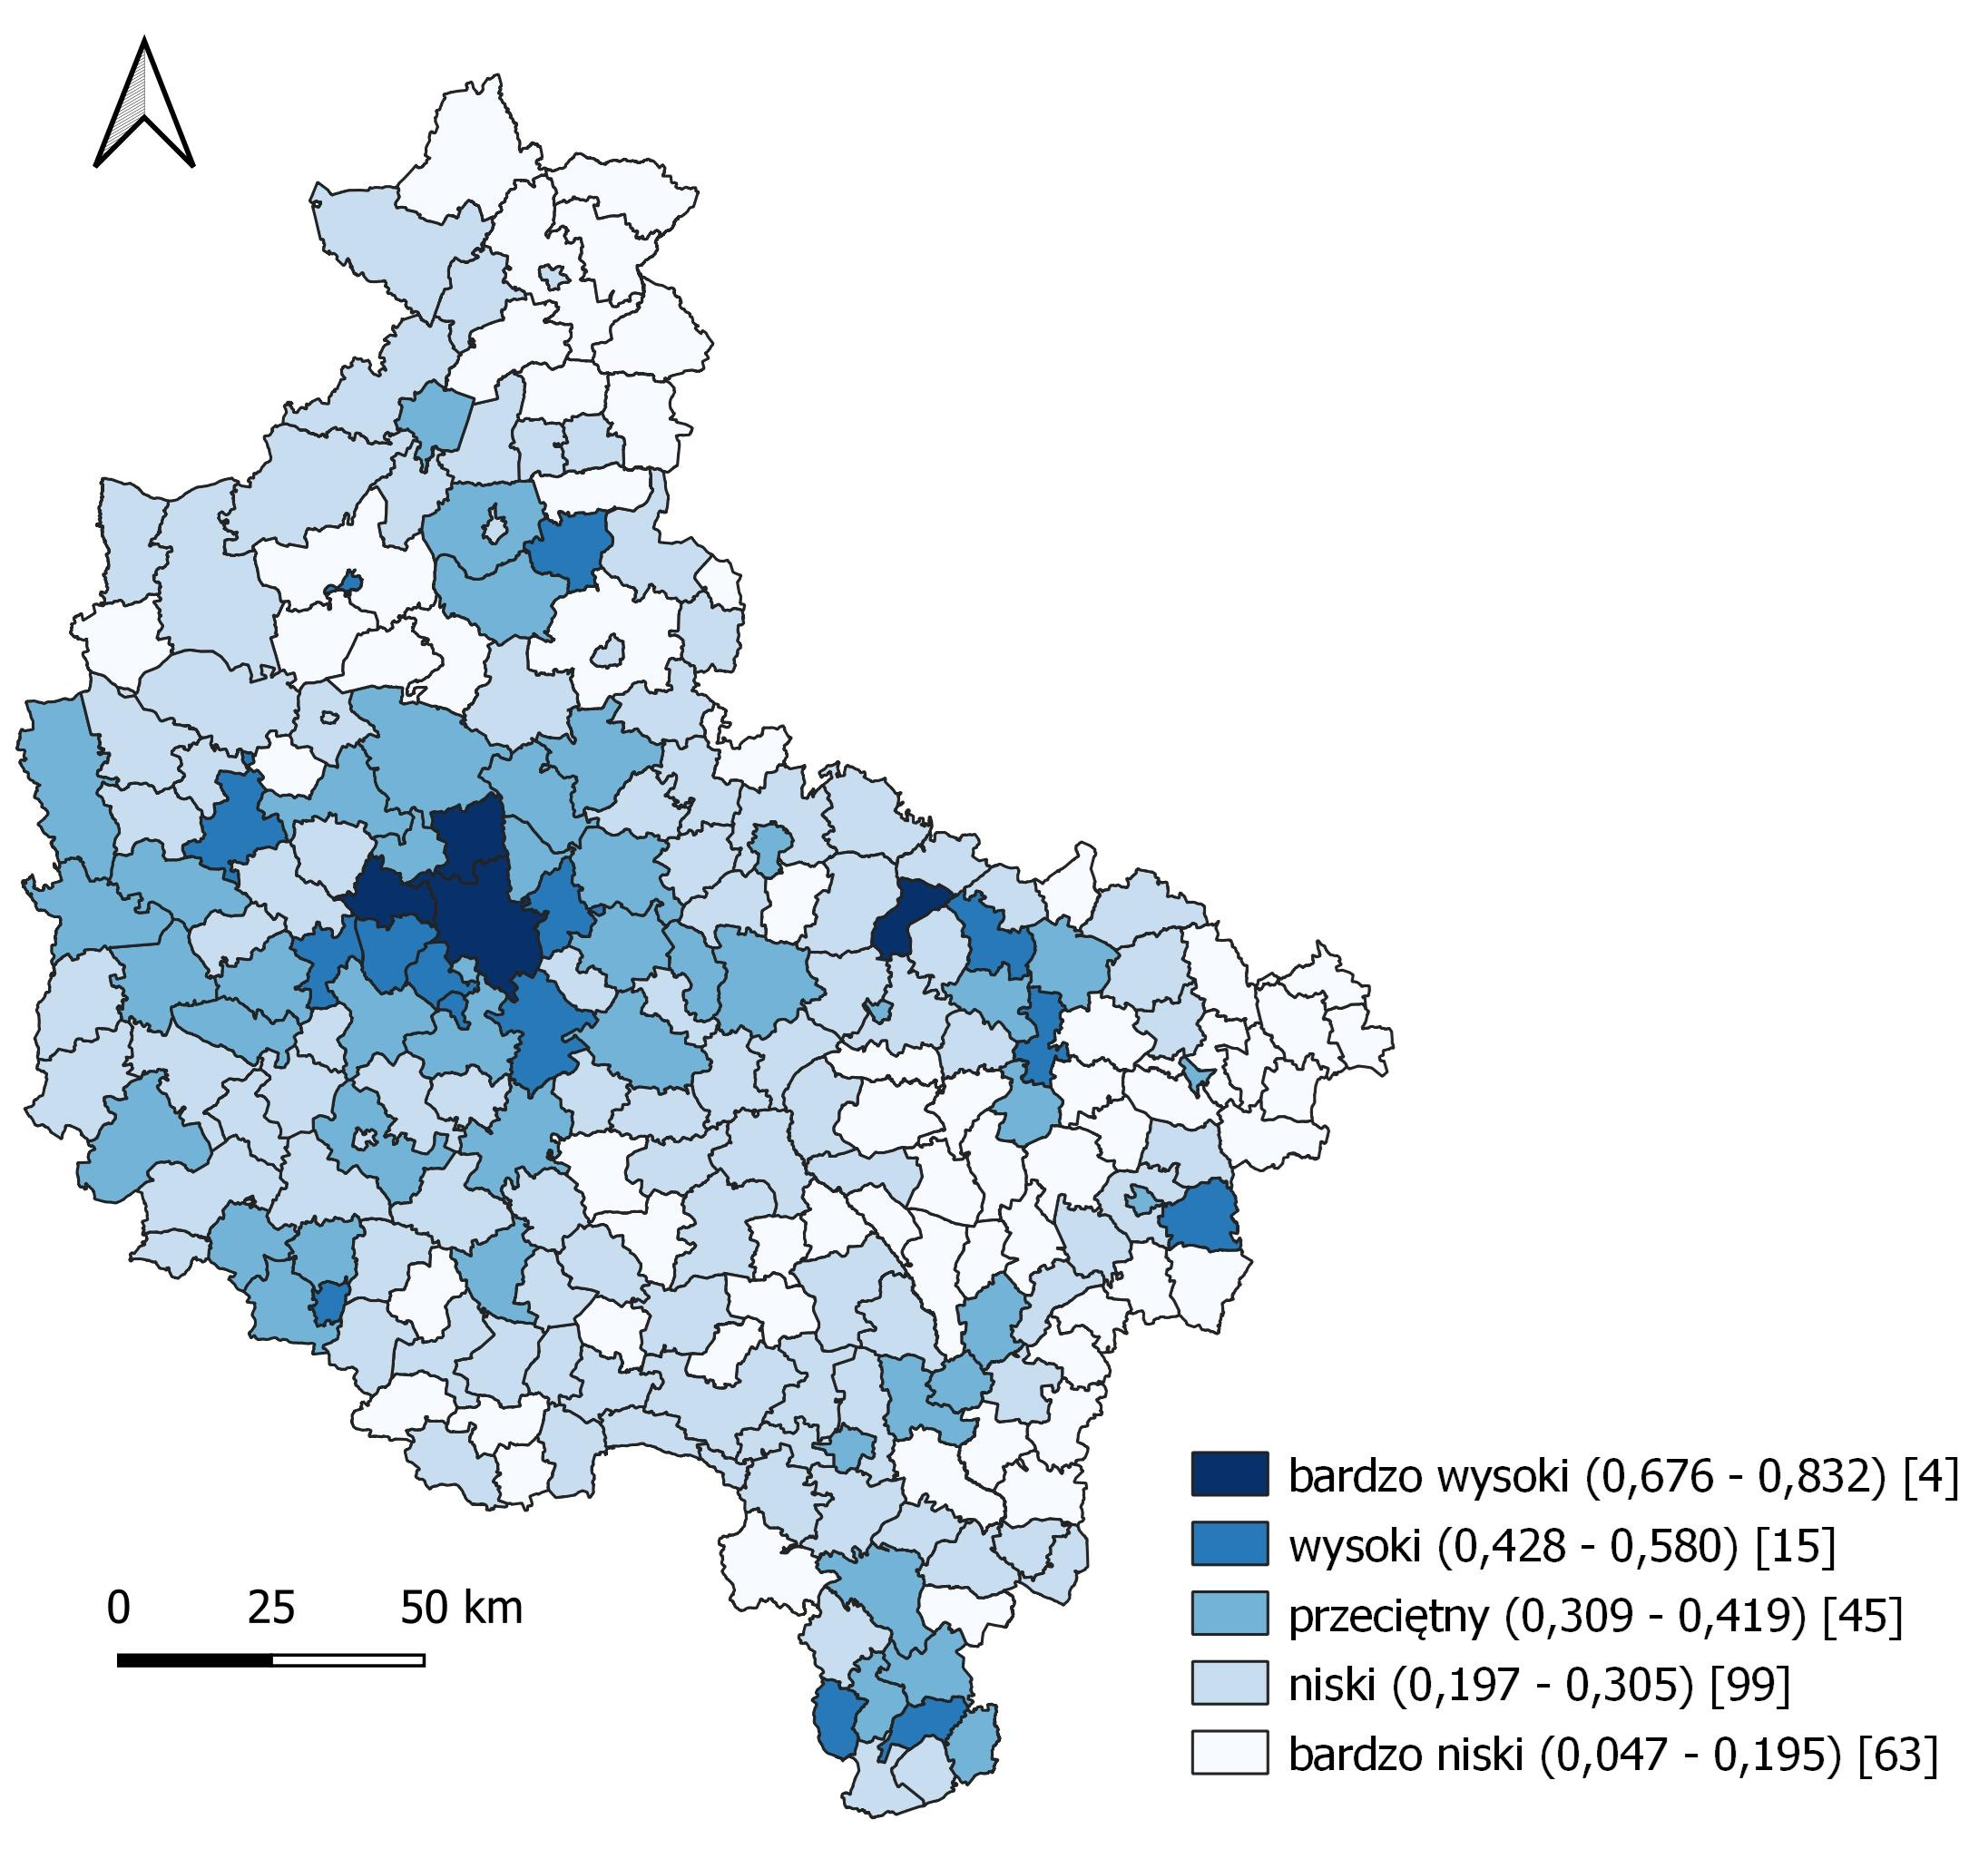 bardzo wysoki (0,676 - 0,832) [4]
wysoki (0,428 - 0,580) [15]
przeciętny (0,309 - 0,419) [45]
niski (0,197 - 0,305) [99]
bardzo niski (0,047 - 0,195) [63]
0 25 50 km